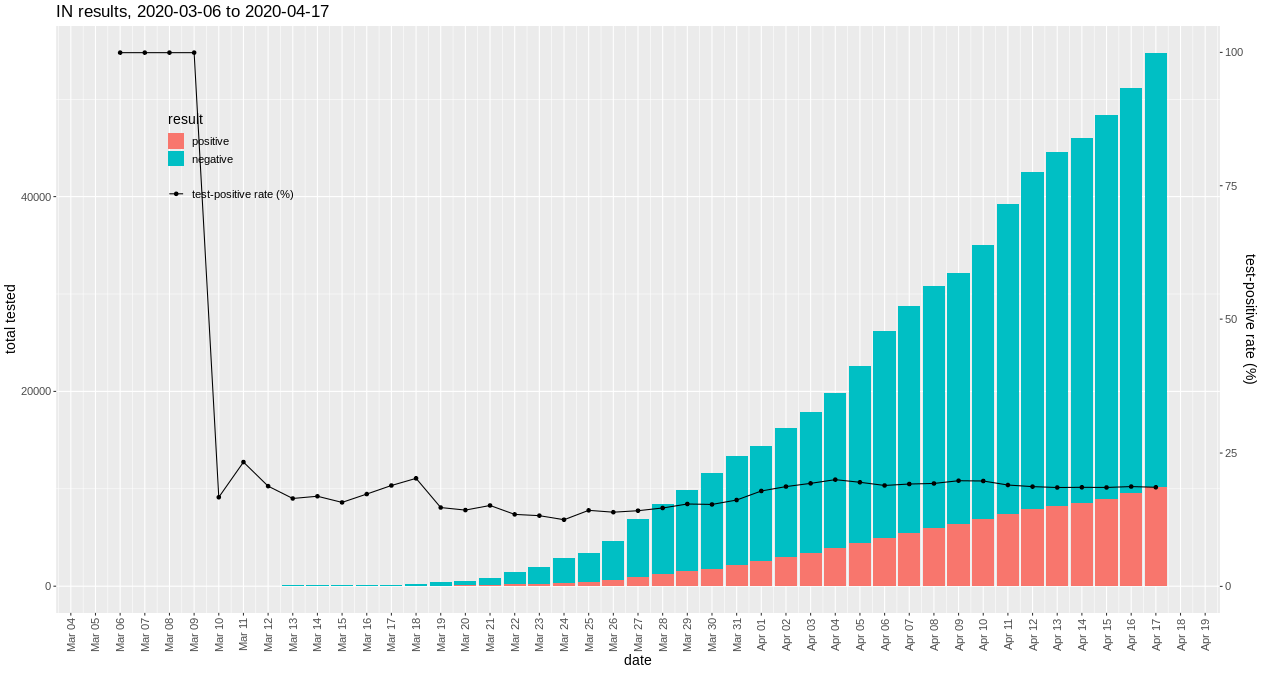 IN results, 2020-03-06 to 2020-04-17
total tested
40000
20000
0
result
positive
negative
test-positive rate (%)
100
75
50
25
0
test-positive rate (%)
Mar 04
Mar 05
Mar 06
Mar 07
Mar 08
Mar 09
Mar 10
Mar 11
Mar 12
Mar 13
Mar 14
Mar 15
Mar 16
Mar 17
Mar 18
Mar 19
Mar 20
Mar 21
Mar 22
Mar 23
Mar 24
Mar 25
Mar 26
Mar 27
Mar 28
Mar 29
Mar 30
Mar 31
Apr 01
Apr 02
Apr 03
Apr 04
Apr 05
Apr 06
Apr 07
Apr 08
Apr 09
Apr 10
Apr 11
Apr 12
Apr 13
Apr 14
Apr 15
Apr 16
Apr 17
Apr 18
Apr 19
date